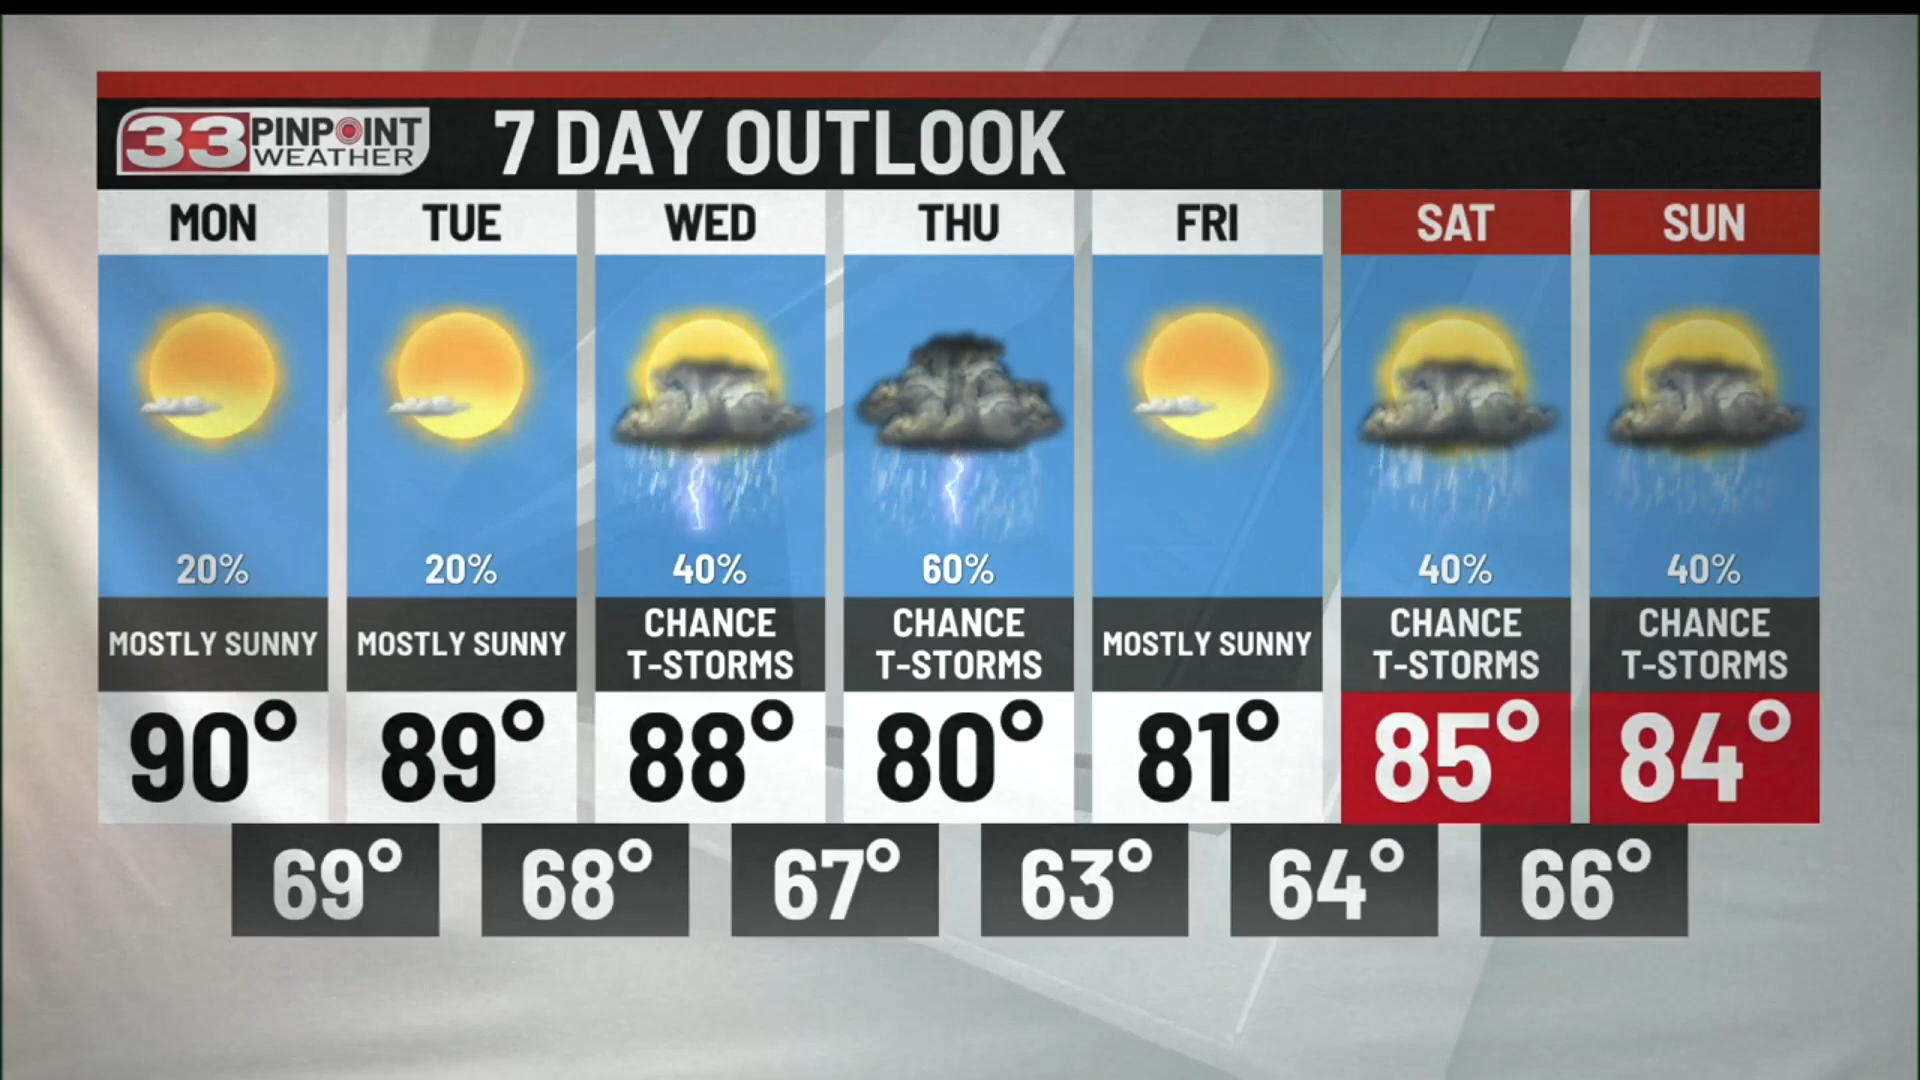 33 PINPOINT WEATHER
7 DAY OUTLOOK
MON TUE WED THU FRI SAT SUN
20% 20% 40% 60% 40% 40%
MOSTLY SUNNY MOSTLY SUNNY CHANCE T-STORMS CHANCE T-STORMS MOSTLY SUNNY CHANCE T-STORMS CHANCE T-STORMS
90° 89° 88° 80° 81° 85° 84°
69° 68° 67° 63° 64° 66°